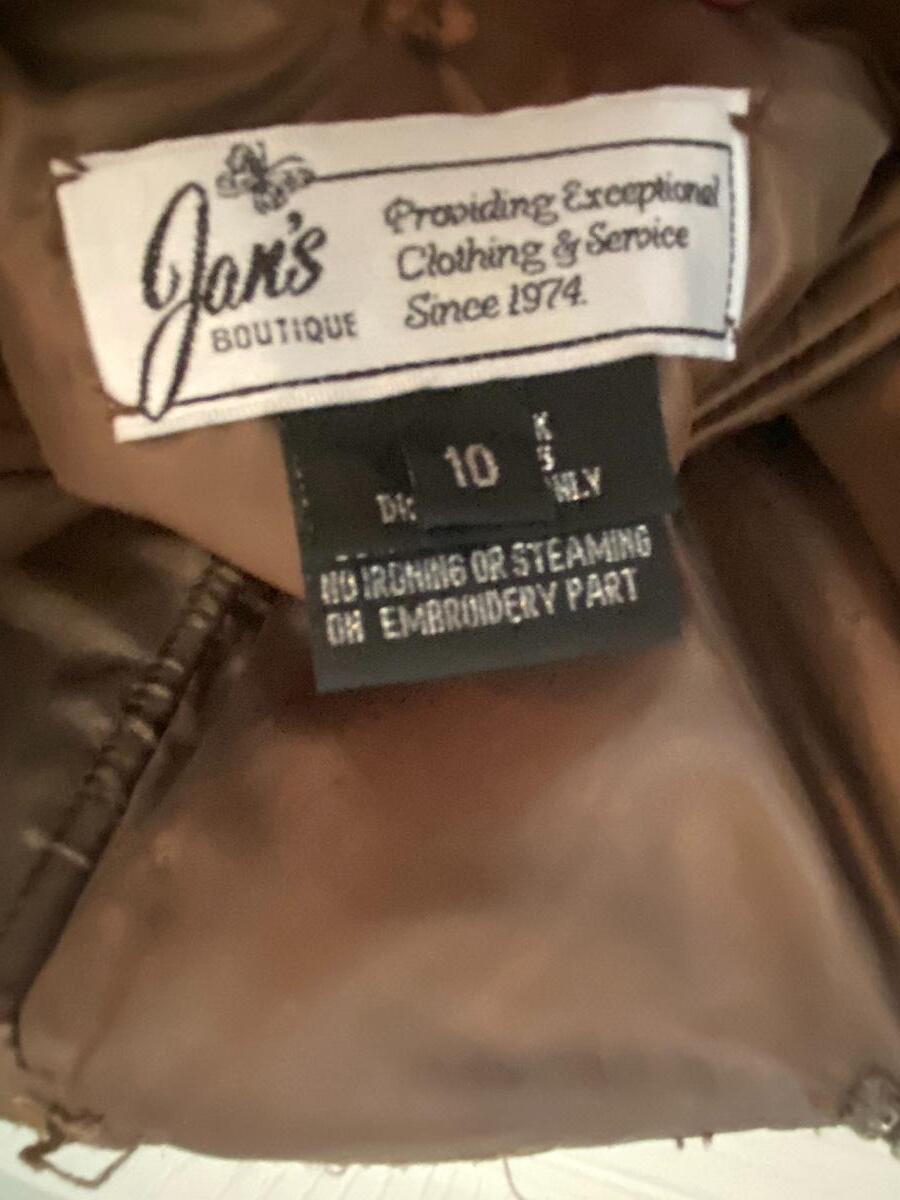 Jan's
BOUTIQUE
Providing Exceptional
Clothing & Service
Since 1974.
10
NO IRONING OR STEAMING
ON EMBROIDERY PART